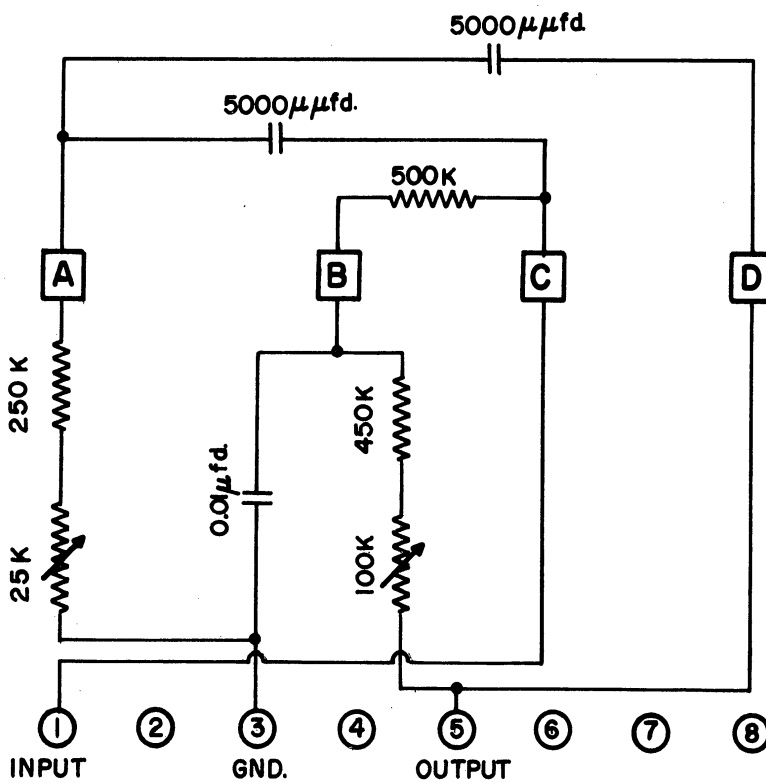 5000μμfd.
5000μμfd.
500K
A B C D
250K
450K
0.01μfd.
25K
100K
1 2 3 4 5 6 7 8
INPUT GND. OUTPUT